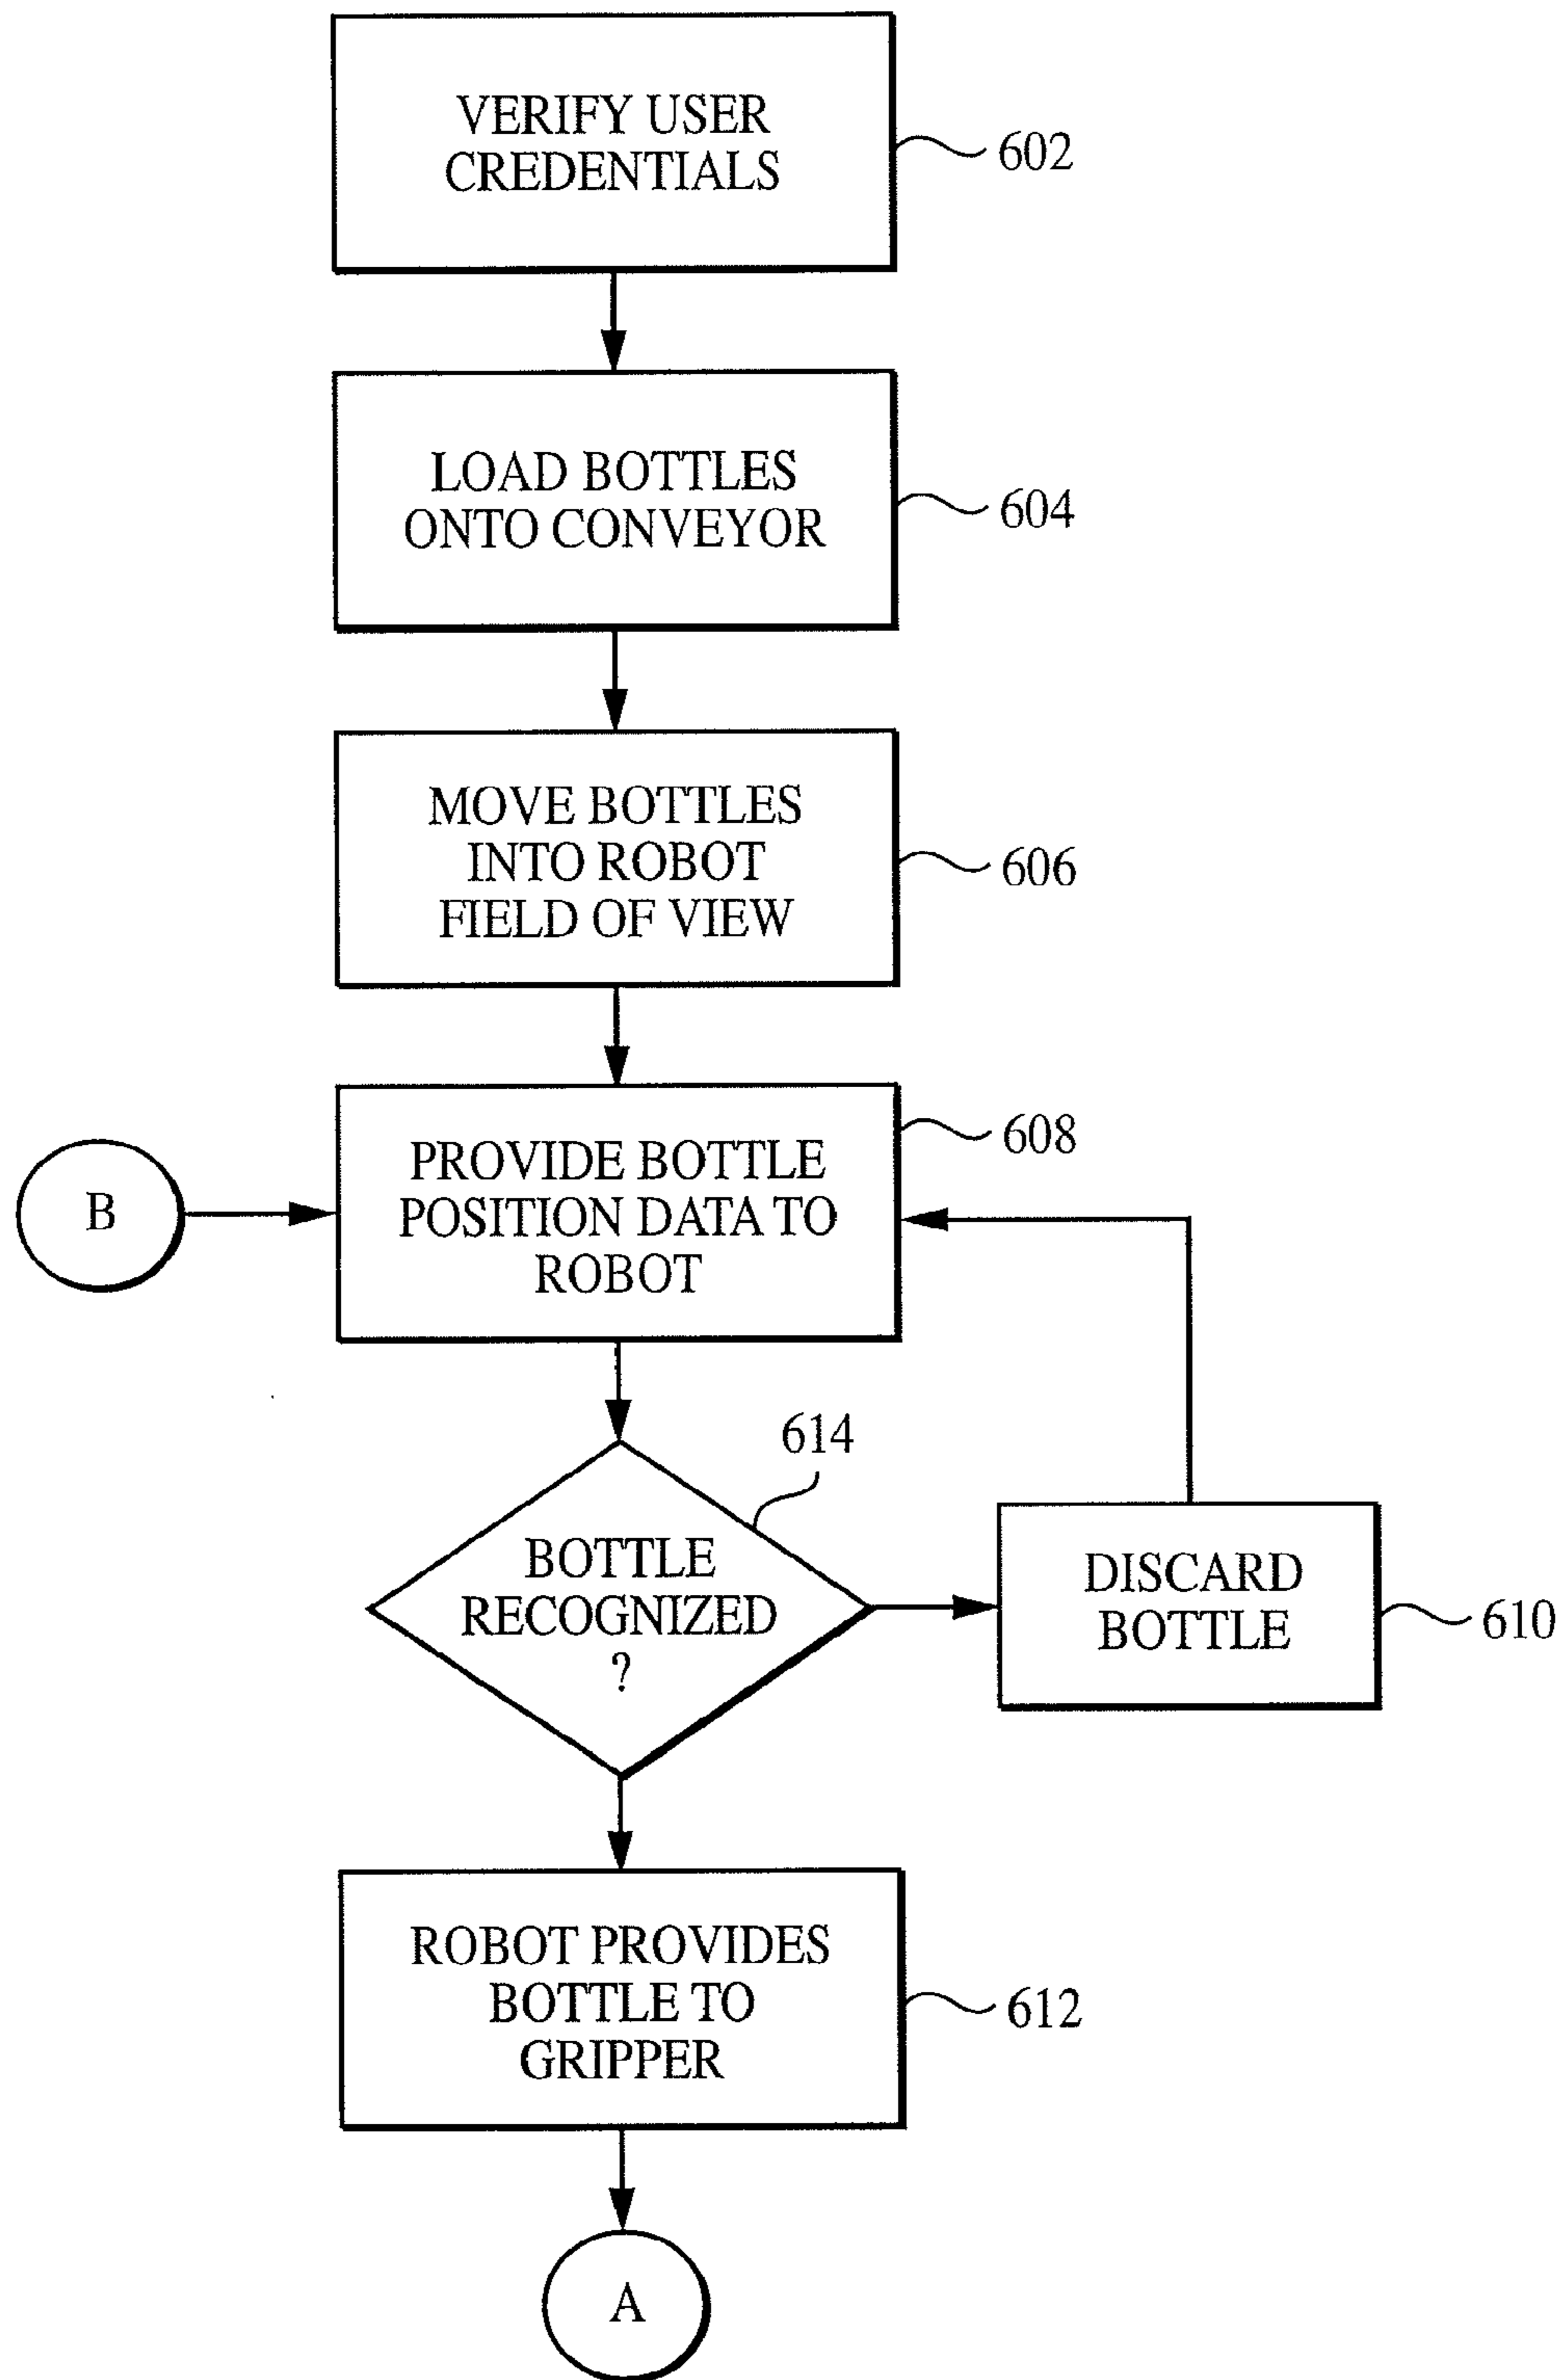 VERIFY USER
CREDENTIALS
602
LOAD BOTTLES
ONTO CONVEYOR
604
MOVE BOTTLES
INTO ROBOT
FIELD OF VIEW
606
B
PROVIDE BOTTLE
POSITION DATA TO
ROBOT
608
614
BOTTLE
RECOGNIZED
?
DISCARD
BOTTLE
610
ROBOT PROVIDES
BOTTLE TO
GRIPPER
612
A